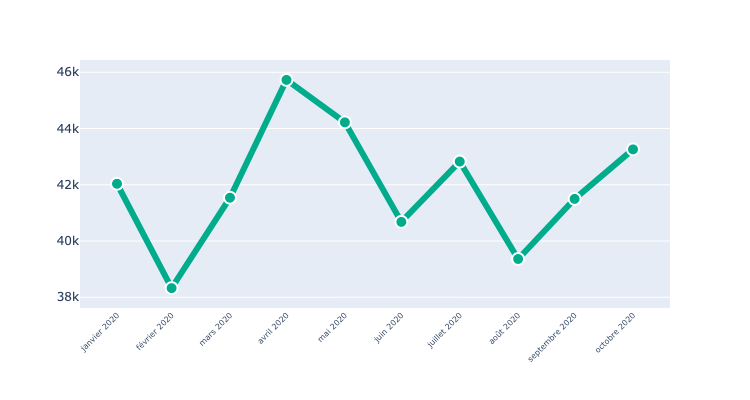 46k
44k
42k
40k
38k
janvier 2020
février 2020
mars 2020
avril 2020
mai 2020
juin 2020
juillet 2020
août 2020
septembre 2020
octobre 2020